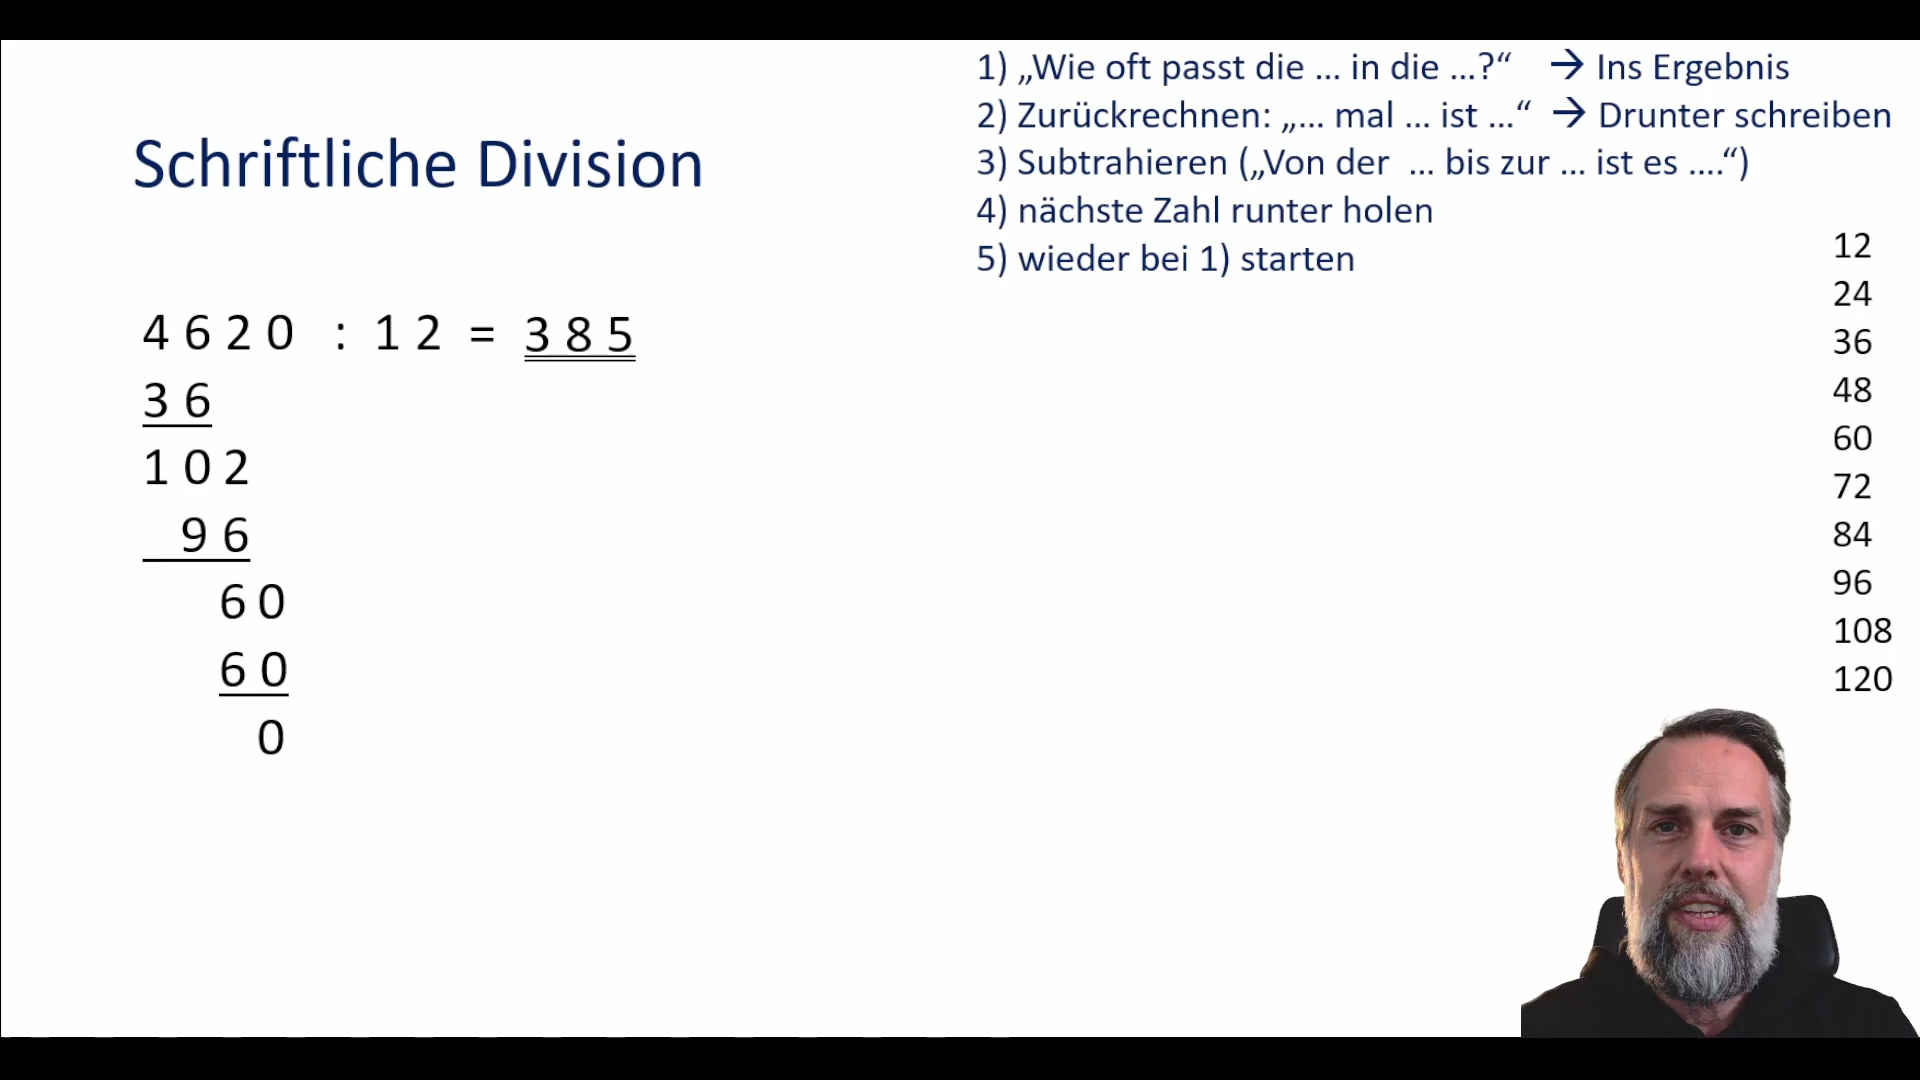 Schriftliche Division
1) „Wie oft passt die ... in die ...?“ → Ins Ergebnis
2) Zurückrechnen: „... mal ... ist ...“ → Drunter schreiben
3) Subtrahieren („Von der ... bis zur ... ist es ....“)
4) nächste Zahl runter holen
5) wieder bei 1) starten
4 6 2 0 : 1 2 = 3 8 5
3 6
1 0 2
9 6
6 0
6 0
0
12
24
36
48
60
72
84
96
108
120